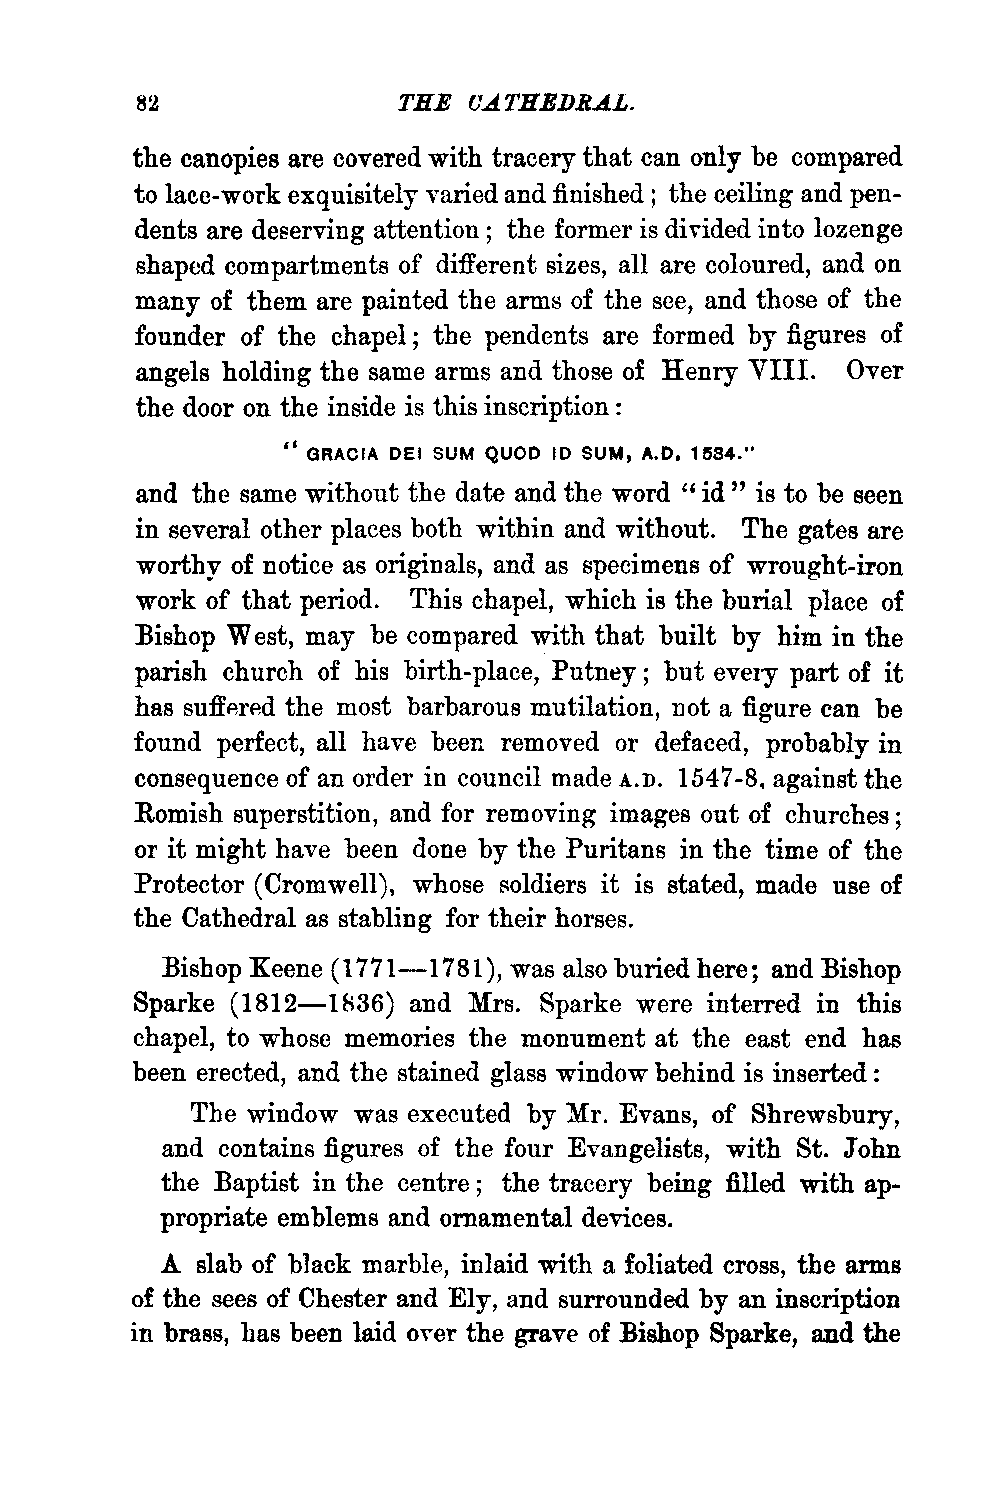 82 THE CATHEDRAL.
the canopies are covered with tracery that can only be compared
to lace-work exquisitely varied and finished; the ceiling and pen-
dents are deserving attention; the former is divided into lozenge
shaped compartments of different sizes, all are coloured, and on
many of them are painted the arms of the see, and those of the
founder of the chapel; the pendents are formed by figures of
angels holding the same arms and those of Henry VIII. Over
the door on the inside is this inscription:
"GRACIA DEI SUM QUOD ID SUM, A.D. 1534."
and the same without the date and the word "id" is to be seen
in several other places both within and without. The gates are
worthy of notice as originals, and as specimens of wrought-iron
work of that period. This chapel, which is the burial place of
Bishop West, may be compared with that built by him in the
parish church of his birth-place, Putney; but every part of it
has suffered the most barbarous mutilation, not a figure can be
found perfect, all have been removed or defaced, probably in
consequence of an order in council made A.D. 1547-8, against the
Romish superstition, and for removing images out of churches;
or it might have been done by the Puritans in the time of the
Protector (Cromwell), whose soldiers it is stated, made use of
the Cathedral as stabling for their horses.
Bishop Keene (1771—1781), was also buried here; and Bishop
Sparke (1812—1836) and Mrs. Sparke were interred in this
chapel, to whose memories the monument at the east end has
been erected, and the stained glass window behind is inserted:
The window was executed by Mr. Evans, of Shrewsbury,
and contains figures of the four Evangelists, with St. John
the Baptist in the centre; the tracery being filled with ap-
propriate emblems and ornamental devices.
A slab of black marble, inlaid with a foliated cross, the arms
of the sees of Chester and Ely, and surrounded by an inscription
in brass, has been laid over the grave of Bishop Sparke, and the